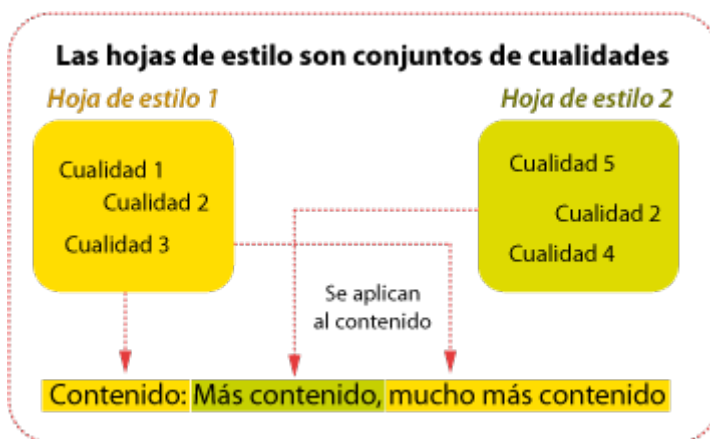 Las hojas de estilo son conjuntos de cualidades
Hoja de estilo 1
Hoja de estilo 2
Cualidad 1
Cualidad 2
Cualidad 3
Cualidad 5
Cualidad 2
Cualidad 4
Se aplican
al contenido
Contenido: Más contenido, mucho más contenido